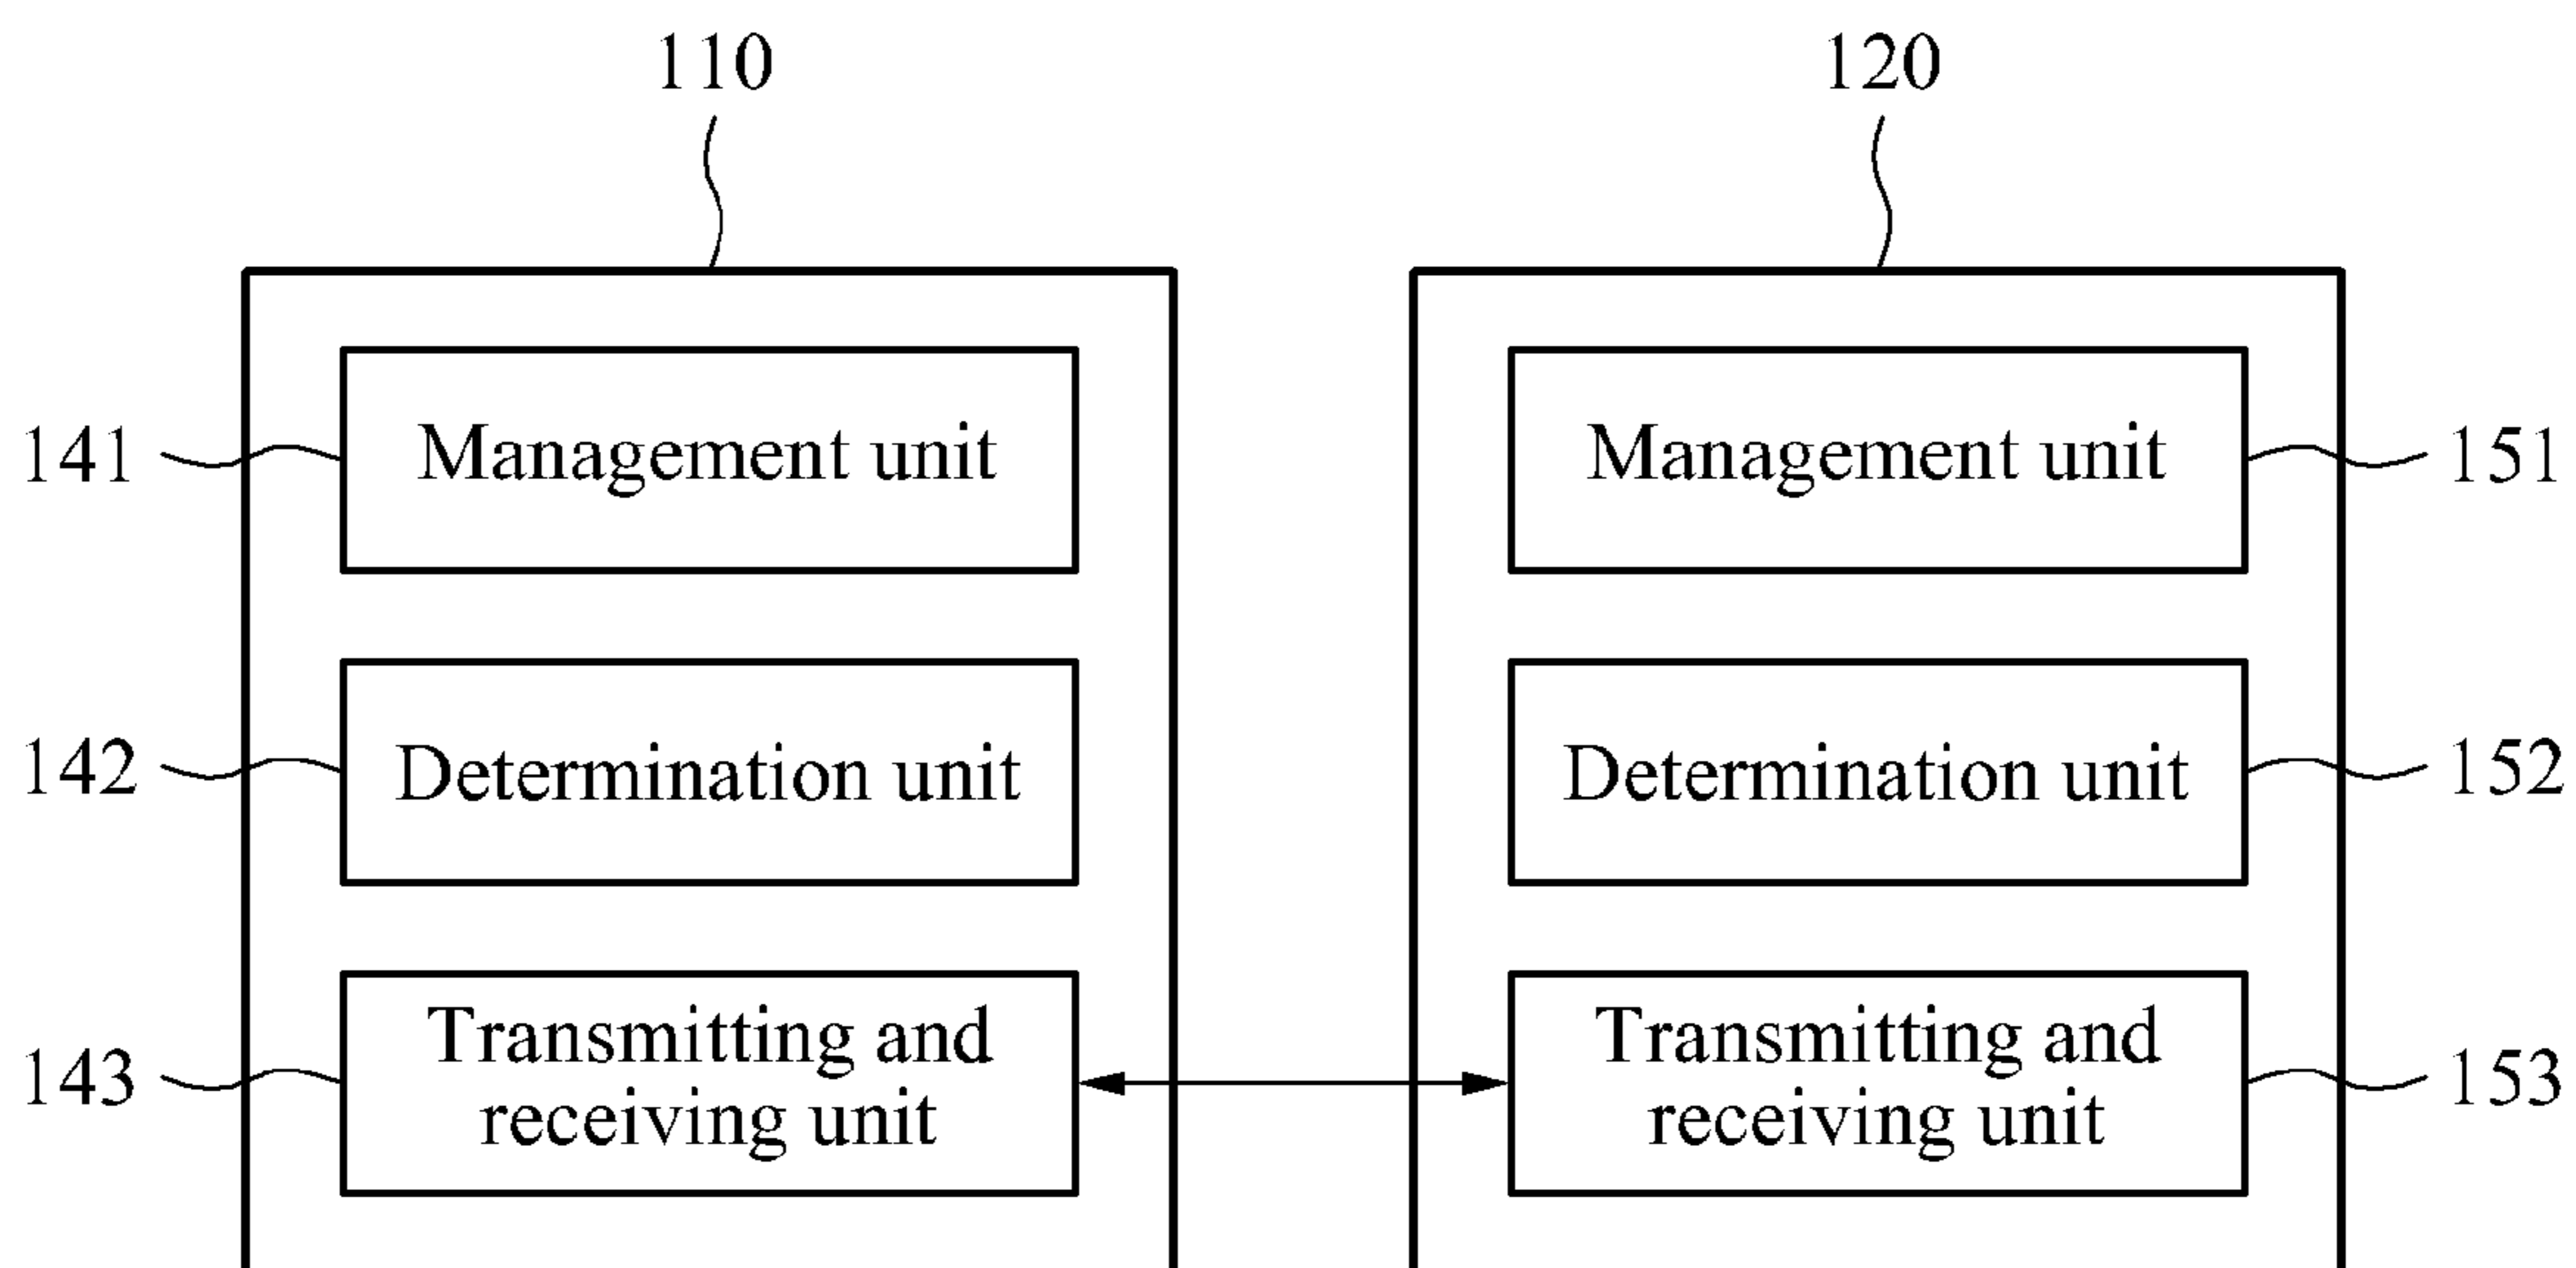 110
120
141
Management unit
Management unit
151
142
Determination unit
Determination unit
152
143
Transmitting and
receiving unit
Transmitting and
receiving unit
153